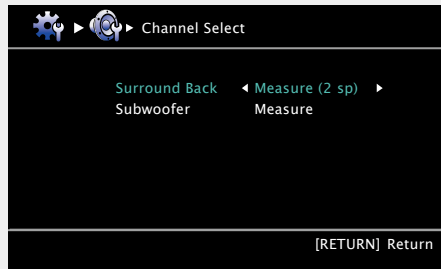 Channel Select
Surround Back Measure (2 sp)
Subwoofer Measure
[RETURN] Return